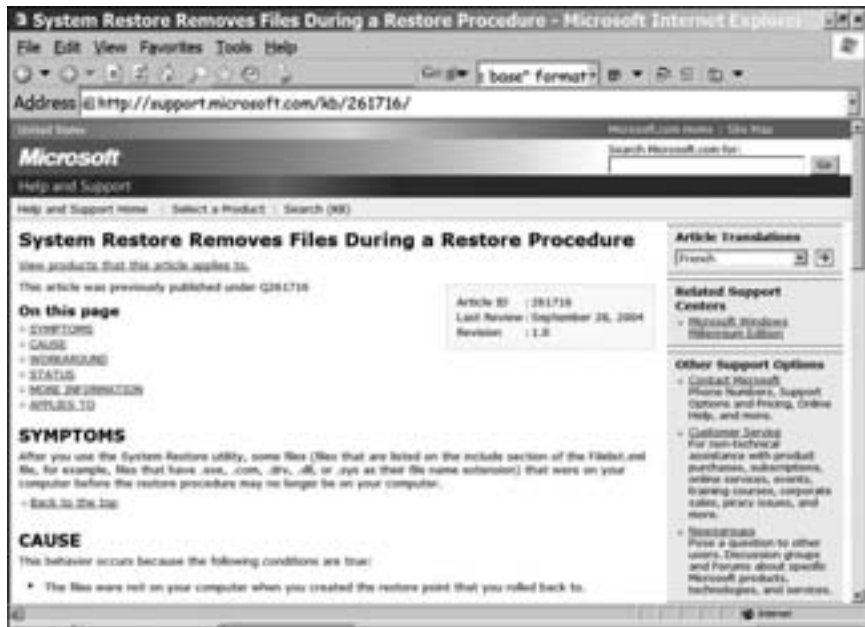 System Restore Removes Files During a Restore Procedure - Microsoft Internet Explorer
File Edit View Favorites Tools Help
Google base" format
Address http://support.microsoft.com/kb/261716/
United States
Microsoft.com Home | Site Map
Microsoft
Search Microsoft.com for:
Go
Help and Support
Help and Support Home | Select a Product | Search (KB)
System Restore Removes Files During a Restore Procedure
View products that this article applies to.
This article was previously published under Q261716
Article ID : 261716
Last Review : September 26, 2004
Revision : 1.0
On this page
SYMPTOMS
CAUSE
WORKAROUND
STATUS
MORE INFORMATION
APPLIES TO
SYMPTOMS
After you use the System Restore utility, some files (files that are listed on the include section of the Filelist.xml
file, for example, files that have .exe, .com, .drv, .dll, or .sys as their file name extension) that were on your
computer before the restore procedure may no longer be on your computer.
Back to the top
CAUSE
This behavior occurs because the following conditions are true:
• The files were not on your computer when you created the restore point that you rolled back to.
Article Translations
French
Related Support
Centers
Microsoft Windows
Millennium Edition
Other Support Options
Contact Microsoft
Phone Numbers, Support
Options and Pricing, Online
Help, and more.
Customer Service
For non-technical
assistance with product
purchases, subscriptions,
online services, events,
training courses, corporate
sales, piracy issues, and
more.
Newsgroups
Pose a question to other
users. Discussion groups
and Forums about specific
Microsoft products,
technologies, and services.
Internet